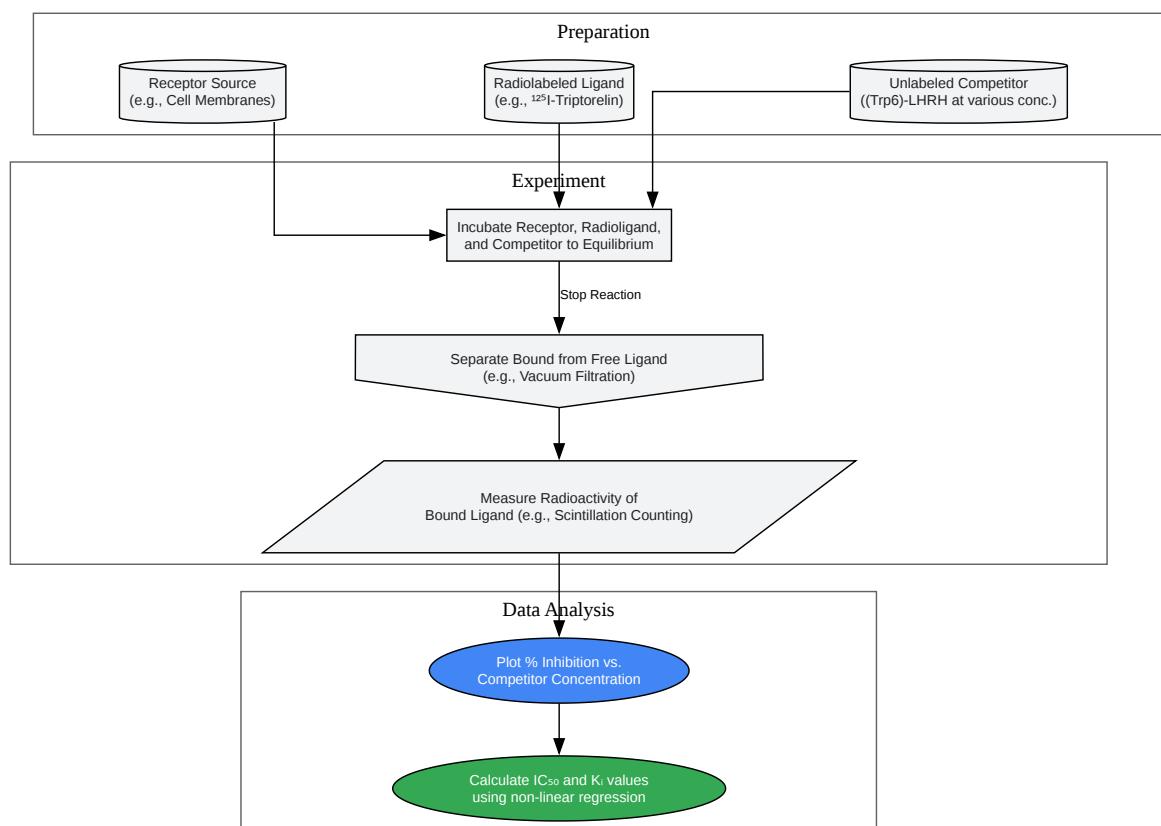 Preparation
Receptor Source
(e.g., Cell Membranes)
Radiolabeled Ligand
(e.g., ¹²⁵I-Triptorelin)
Unlabeled Competitor
((Trp6)-LHRH at various conc.)
Experiment
Incubate Receptor, Radioligand,
and Competitor to Equilibrium
Stop Reaction
Separate Bound from Free Ligand
(e.g., Vacuum Filtration)
Measure Radioactivity of
Bound Ligand (e.g., Scintillation Counting)
Data Analysis
Plot % Inhibition vs.
Competitor Concentration
Calculate IC₅₀ and Kᵢ values
using non-linear regression